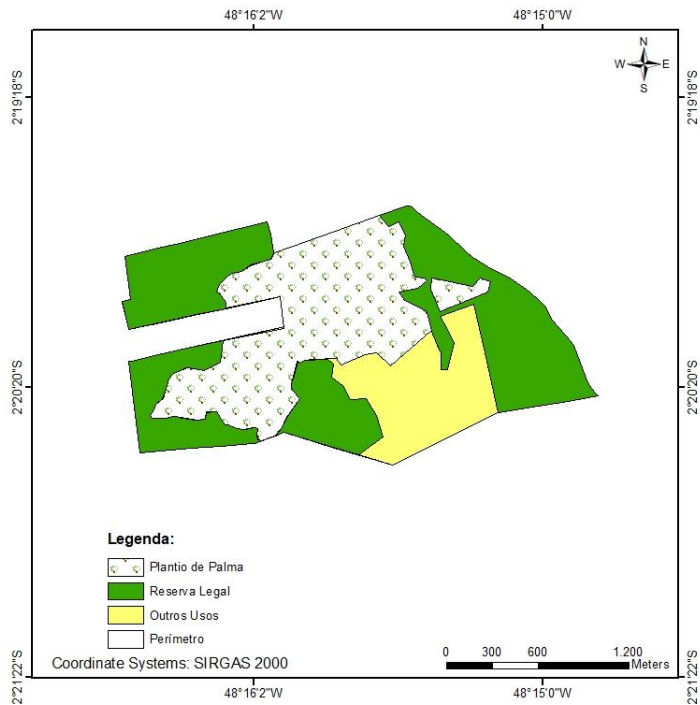 48°16'2"W 48°15'0"W
N
W E
S
2°19'18"S 2°19'18"S
2°20'20"S 2°20'20"S
Legenda:
Plantio de Palma
Reserva Legal
Outros Usos
Perímetro
Coordinate Systems: SIRGAS 2000
0 300 600 1.200
Meters
2°21'22"S 2°21'22"S
48°16'2"W 48°15'0"W